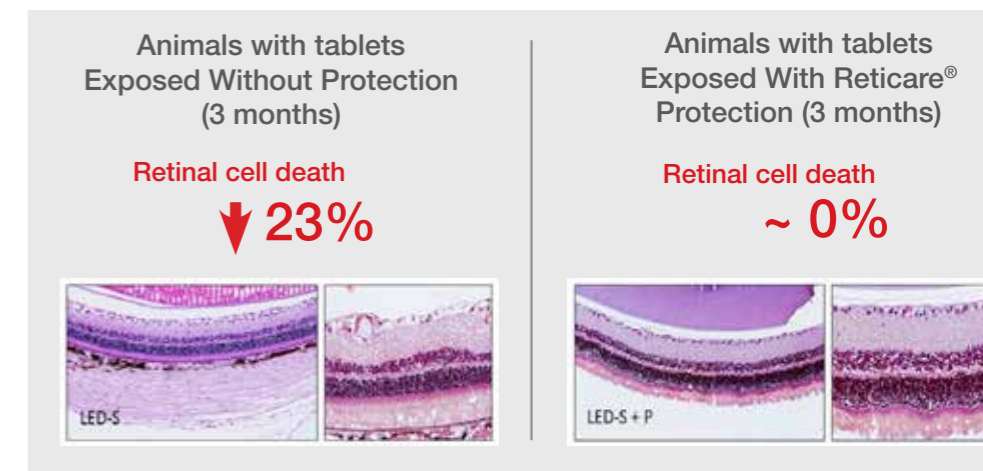 Animals with tablets
Exposed Without Protection
(3 months)
Retinal cell death
23%
LED-S
Animals with tablets
Exposed With Reticare®
Protection (3 months)
Retinal cell death
~ 0%
LED-S + P